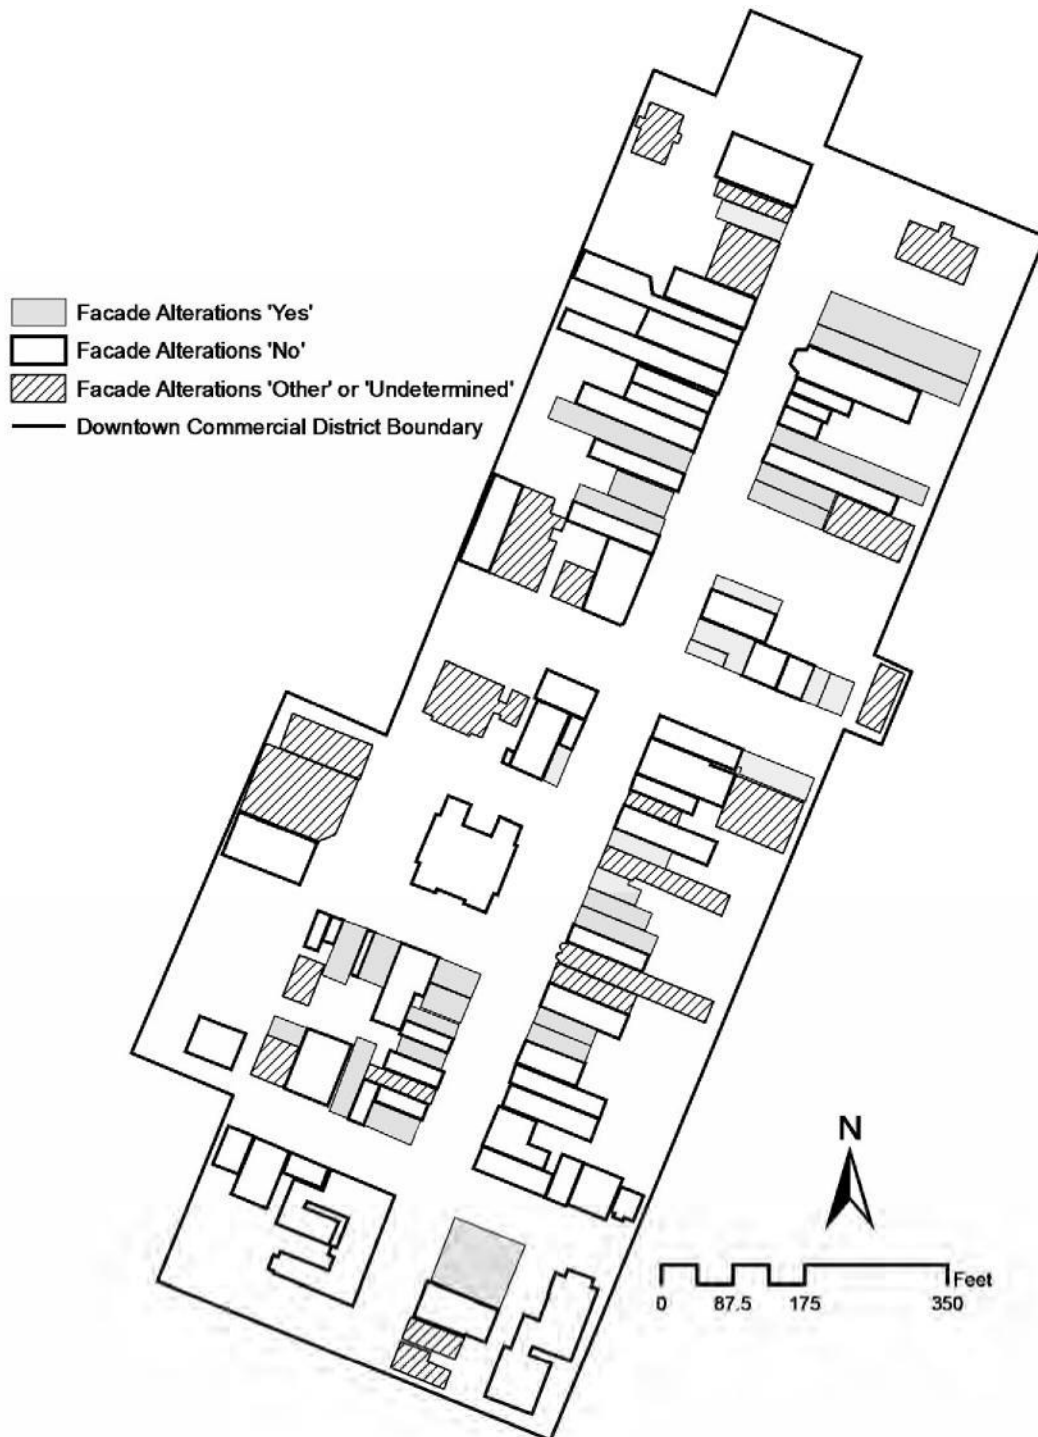 Facade Alterations 'Yes'
Facade Alterations 'No'
Facade Alterations 'Other' or 'Undetermined'
Downtown Commercial District Boundary
N
Feet
0 87.5 175 350